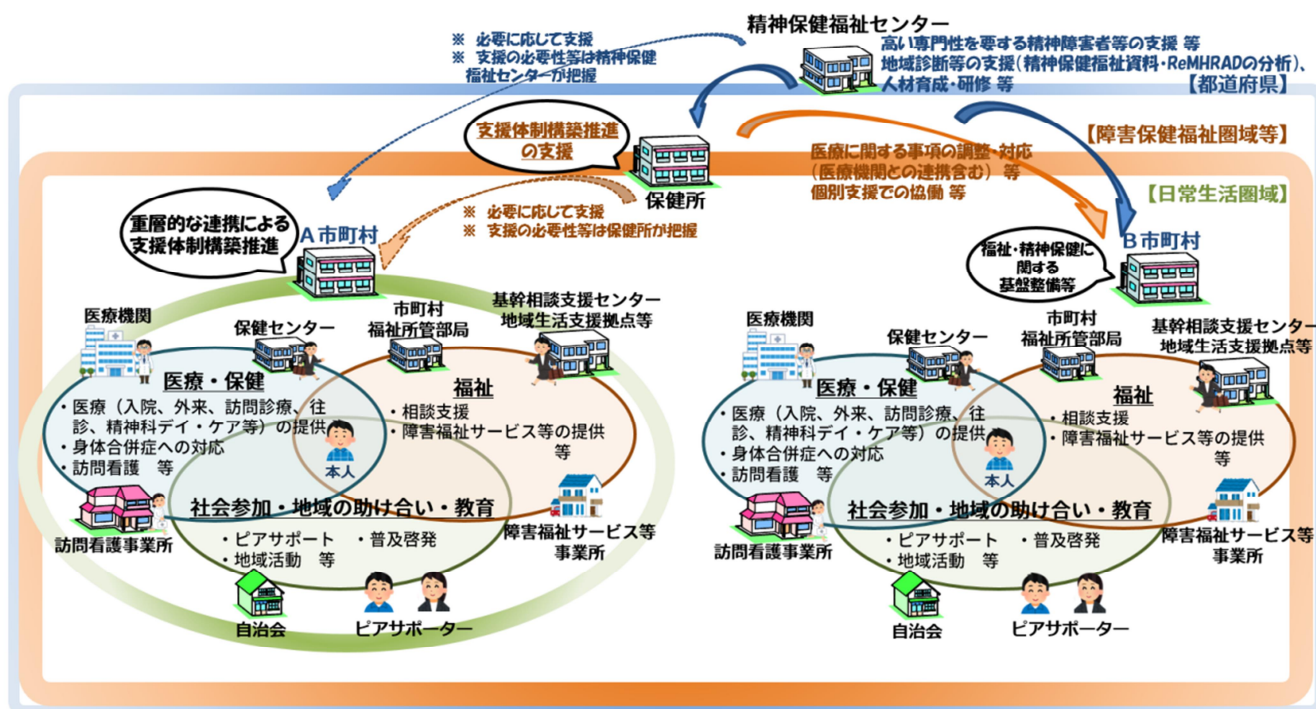 精神保健福祉センター
高い専門性を要する精神障害者等の支援 等
地域診断等の支援(精神保健福祉資料・ReMHRADの分析)、
人材育成・研修 等
【都道府県】
※ 必要に応じて支援
※ 支援の必要性等は精神保健
福祉センターが把握
【障害保健福祉圏域等】
支援体制構築推進
の支援
保健所
医療に関する事項の調整・対応
(医療機関との連携含む) 等
個別支援での協働 等
【日常生活圏域】
※ 必要に応じて支援
※ 支援の必要性等は保健所が把握
重層的な連携による
支援体制構築推進
A市町村
医療機関
保健センター
市町村
福祉所管部局
基幹相談支援センター
地域生活支援拠点等
医療・保健
・医療（入院、外来、訪問診療、往
診、精神科デイ・ケア等）の提供
・身体合併症への対応
・訪問看護 等
福祉
・相談支援
・障害福祉サービス等の提供
等
本人
社会参加・地域の助け合い・教育
・ピアサポート ・普及啓発
・地域活動 等
訪問看護事業所
障害福祉サービス等
事業所
自治会
ピアサポーター
福祉・精神保健に
関する
基盤整備等
B市町村
医療機関
保健センター
市町村
福祉所管部局
基幹相談支援センター
地域生活支援拠点等
医療・保健
・医療（入院、外来、訪問診療、往
診、精神科デイ・ケア等）の提供
・身体合併症への対応
・訪問看護 等
福祉
・相談支援
・障害福祉サービス等の提供
等
本人
社会参加・地域の助け合い・教育
・ピアサポート ・普及啓発
・地域活動 等
訪問看護事業所
障害福祉サービス等
事業所
自治会
ピアサポーター